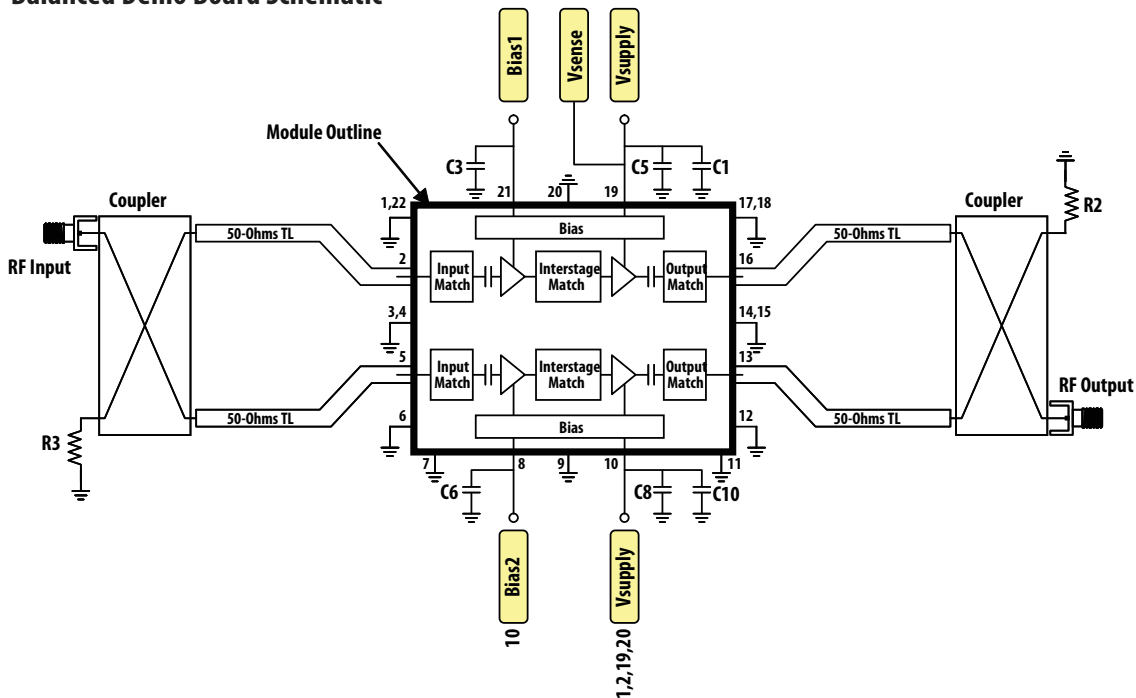 Balanced Demo Board Schematic
Bias1
Vsense
Vsupply
Module Outline
C3
C5
C1
21
20
19
Coupler
1,22
17,18
Coupler
R2
50-Ohms TL
Bias
50-Ohms TL
RF Input
2
Input Match
Interstage Match
Output Match
16
3,4
14,15
5
Input Match
Interstage Match
Output Match
13
RF Output
50-Ohms TL
6
Bias
12
50-Ohms TL
R3
7
8
9
10
11
C6
C8
C10
Bias2
Vsupply
10
1,2,19,20